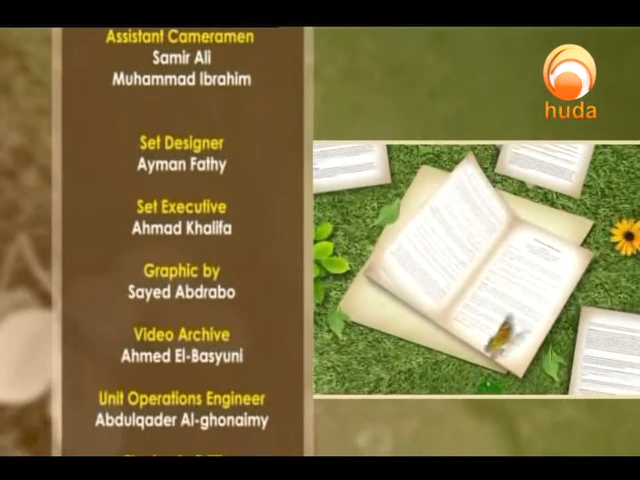 Assistant Cameramen
Samir Ali
Muhammad Ibrahim
Set Designer
Ayman Fathy
Set Executive
Ahmad Khalifa
Graphic by
Sayed Abdrabo
Video Archive
Ahmed El-Basyuni
Unit Operations Engineer
Abdulqader Al-ghonaimy
huda